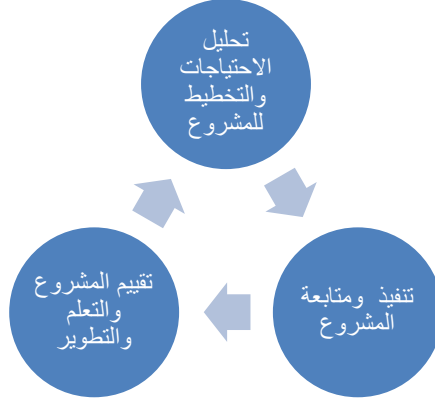 تحليل
الاحتياجات
والتخطيط
للمشروع
تنفيذ ومتابعة
المشروع
تقييم المشروع
والتعلم
والتطوير